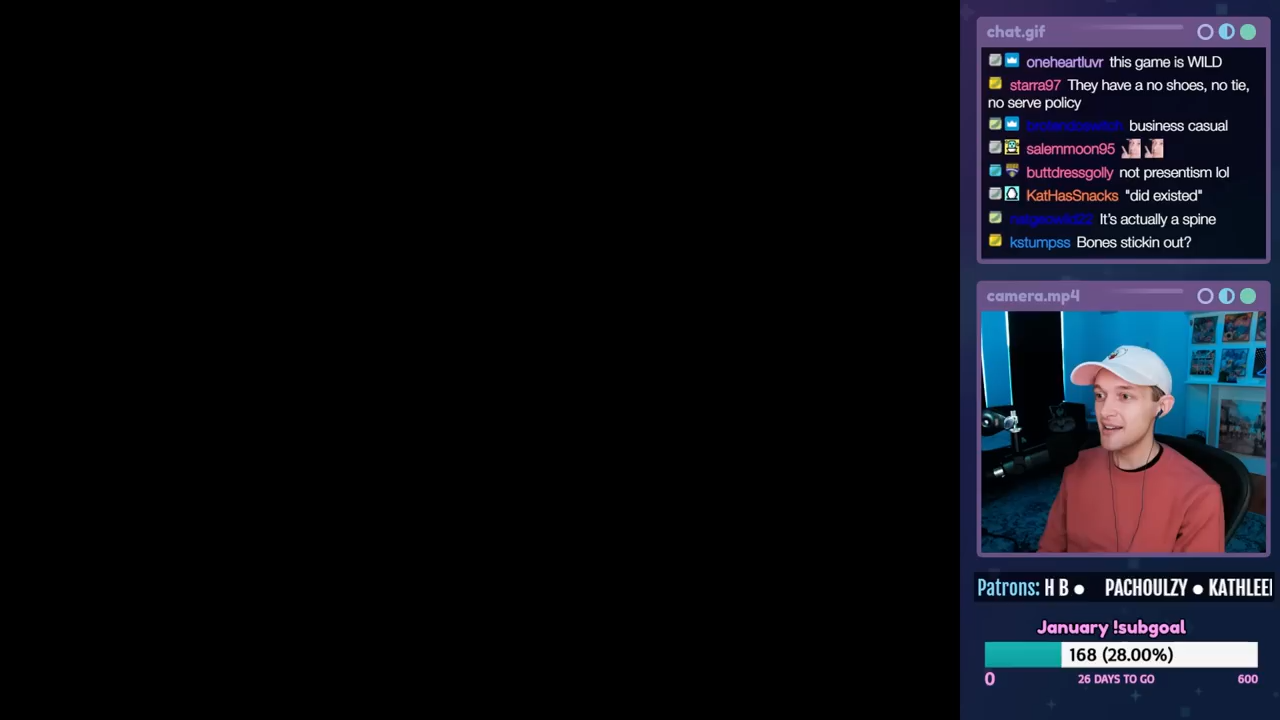 chat.gif
oneheartluvr this game is WILD
starra97 They have a no shoes, no tie,
no serve policy
business casual
salemmoon95
buttdressgolly not presentism lol
KatHasSnacks "did existed"
It's actually a spine
kstumpss Bones stickin out?
camera.mp4
Patrons: H B ● PACHOULZY ● KATHLEE
January !subgoal
168 (28.00%)
0 26 DAYS TO GO 600